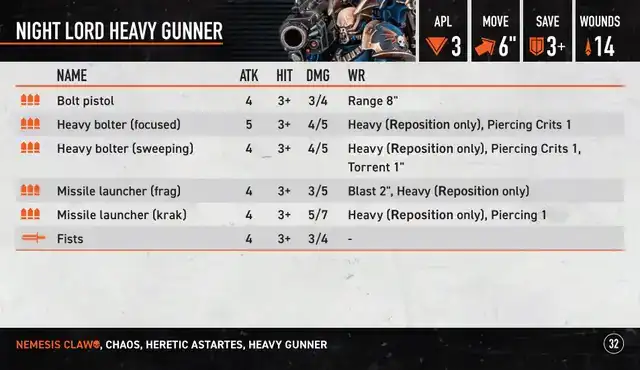 NIGHT LORD HEAVY GUNNER
APL 3
MOVE 6"
SAVE 3+
WOUNDS 14
NAME ATK HIT DMG WR
Bolt pistol 4 3+ 3/4 Range 8"
Heavy bolter (focused) 5 3+ 4/5 Heavy (Reposition only), Piercing Crits 1
Heavy bolter (sweeping) 4 3+ 4/5 Heavy (Reposition only), Piercing Crits 1,
Torrent 1"
Missile launcher (frag) 4 3+ 3/5 Blast 2", Heavy (Reposition only)
Missile launcher (krak) 4 3+ 5/7 Heavy (Reposition only), Piercing 1
Fists 4 3+ 3/4 -
NEMESIS CLAW, CHAOS, HERETIC ASTARTES, HEAVY GUNNER
32